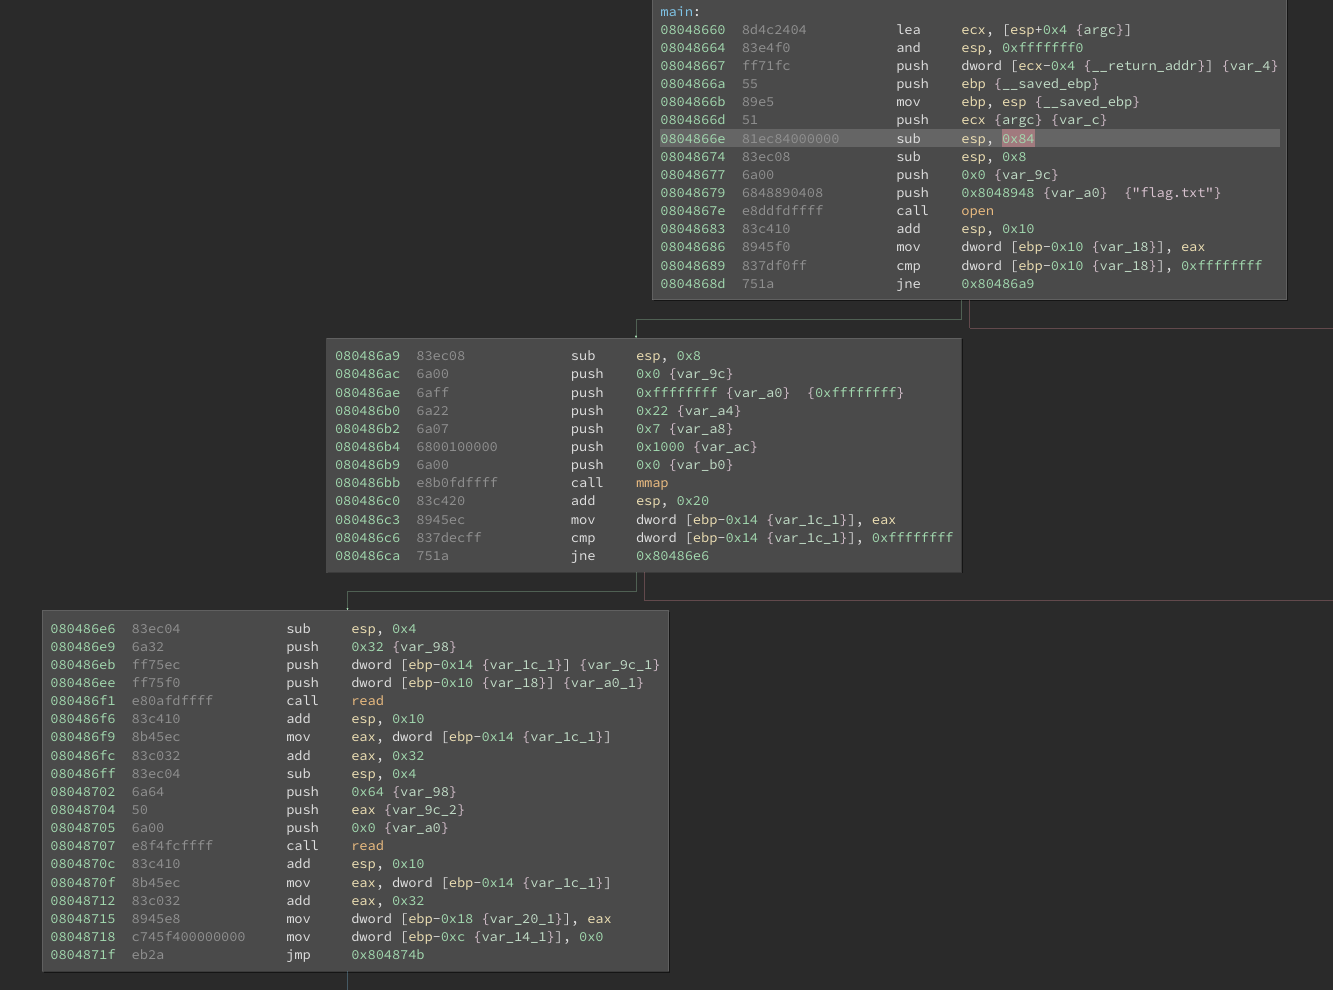 main:
08048660 8d4c2404 lea ecx, [esp+0x4 {argc}]
08048664 83e4f0 and esp, 0xfffffff0
08048667 ff71fc push dword [ecx-0x4 {__return_addr}] {var_4}
0804866a 55 push ebp {__saved_ebp}
0804866b 89e5 mov ebp, esp {__saved_ebp}
0804866d 51 push ecx {argc} {var_c}
0804866e 81ec84000000 sub esp, 0x84
08048674 83ec08 sub esp, 0x8
08048677 6a00 push 0x0 {var_9c}
08048679 6848890408 push 0x8048948 {var_a0} {"flag.txt"}
0804867e e8ddfdffff call open
08048683 83c410 add esp, 0x10
08048686 8945f0 mov dword [ebp-0x10 {var_18}], eax
08048689 837df0ff cmp dword [ebp-0x10 {var_18}], 0xffffffff
0804868d 751a jne 0x80486a9
080486a9 83ec08 sub esp, 0x8
080486ac 6a00 push 0x0 {var_9c}
080486ae 6aff push 0xffffffff {var_a0} {0xffffffff}
080486b0 6a22 push 0x22 {var_a4}
080486b2 6a07 push 0x7 {var_a8}
080486b4 6800100000 push 0x1000 {var_ac}
080486b9 6a00 push 0x0 {var_b0}
080486bb e8b0fdffff call mmap
080486c0 83c420 add esp, 0x20
080486c3 8945ec mov dword [ebp-0x14 {var_1c_1}], eax
080486c6 837decff cmp dword [ebp-0x14 {var_1c_1}], 0xffffffff
080486ca 751a jne 0x80486e6
080486e6 83ec04 sub esp, 0x4
080486e9 6a32 push 0x32 {var_98}
080486eb ff75ec push dword [ebp-0x14 {var_1c_1}] {var_9c_1}
080486ee ff75f0 push dword [ebp-0x10 {var_18}] {var_a0_1}
080486f1 e80afdffff call read
080486f6 83c410 add esp, 0x10
080486f9 8b45ec mov eax, dword [ebp-0x14 {var_1c_1}]
080486fc 83c032 add eax, 0x32
080486ff 83ec04 sub esp, 0x4
08048702 6a64 push 0x64 {var_98}
08048704 50 push eax {var_9c_2}
08048705 6a00 push 0x0 {var_a0}
08048707 e8f4fcffff call read
0804870c 83c410 add esp, 0x10
0804870f 8b45ec mov eax, dword [ebp-0x14 {var_1c_1}]
08048712 83c032 add eax, 0x32
08048715 8945e8 mov dword [ebp-0x18 {var_20_1}], eax
08048718 c745f400000000 mov dword [ebp-0xc {var_14_1}], 0x0
0804871f eb2a jmp 0x804874b